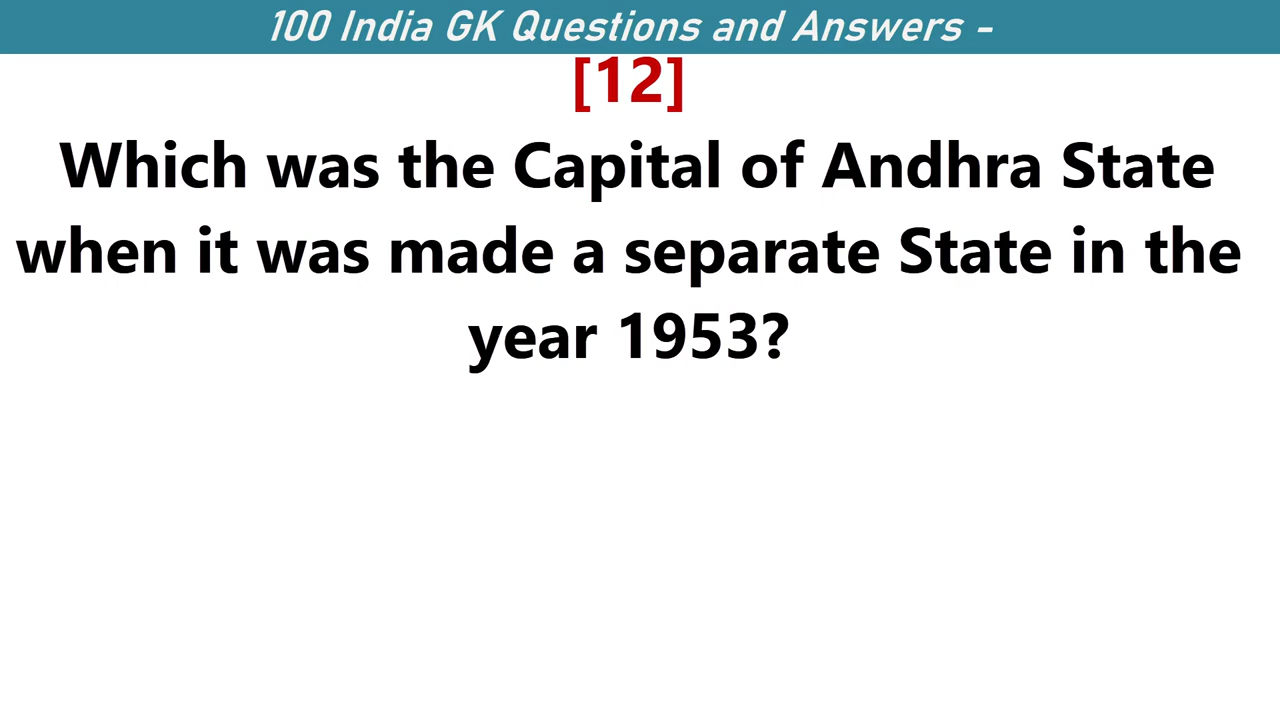 100 India GK Questions and Answers -
[12]
Which was the Capital of Andhra State
when it was made a separate State in the
year 1953?